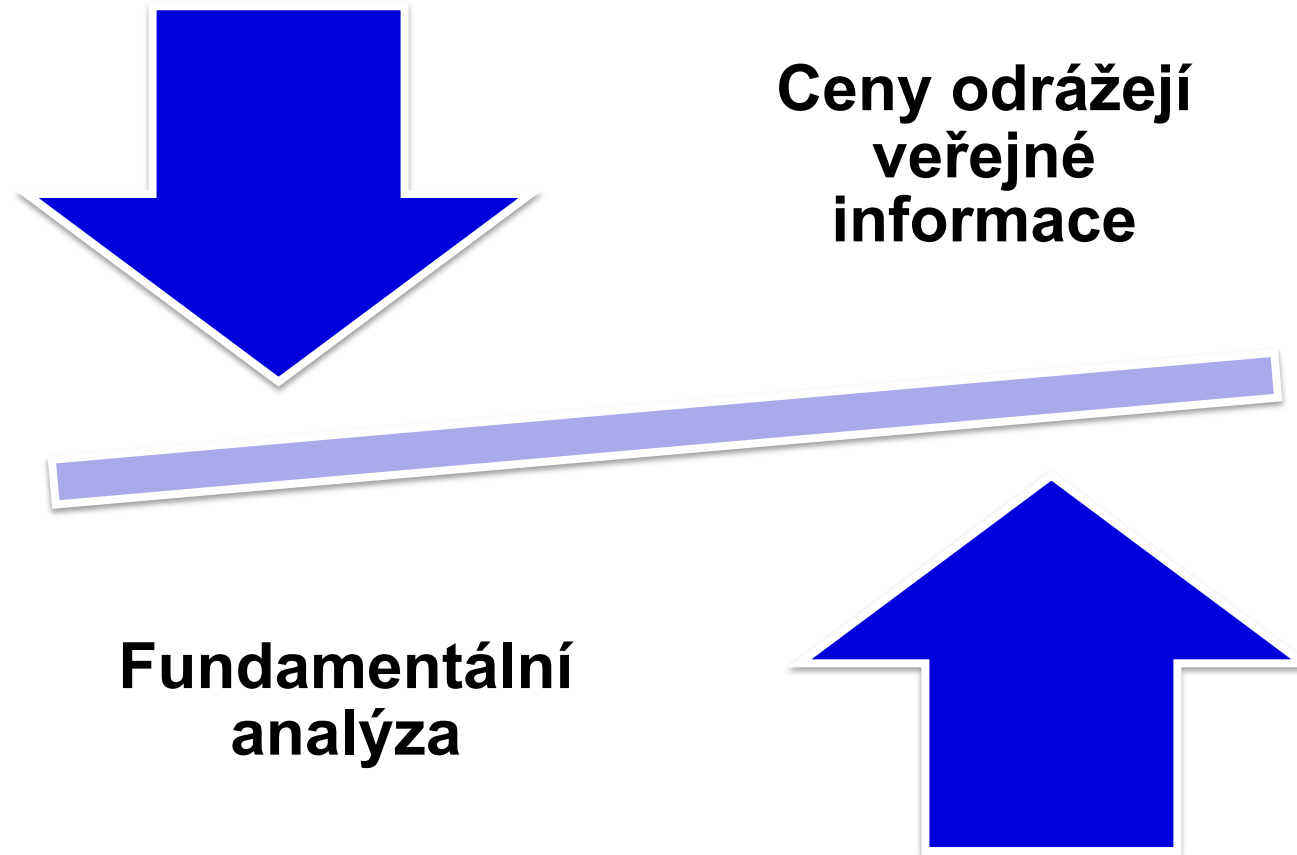 Ceny odrážejí
veřejné
informace
Fundamentální
analýza